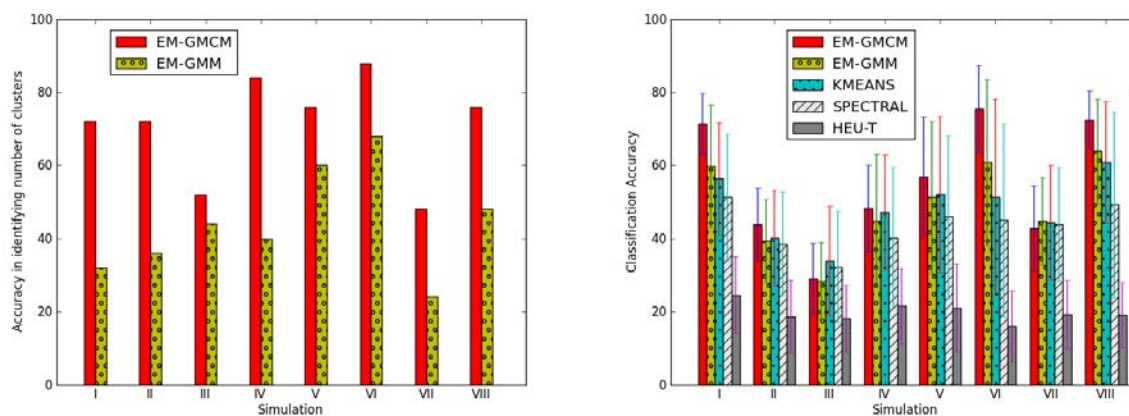 100
80
60
40
20
0
Accuracy in identifying number of clusters
EM-GMCM
EM-GMM
I II III IV V VI VII VIII
Simulation
100
80
60
40
20
0
Classification Accuracy
EM-GMCM
EM-GMM
KMEANS
SPECTRAL
HEU-T
I II III IV V VI VII VIII
Simulation